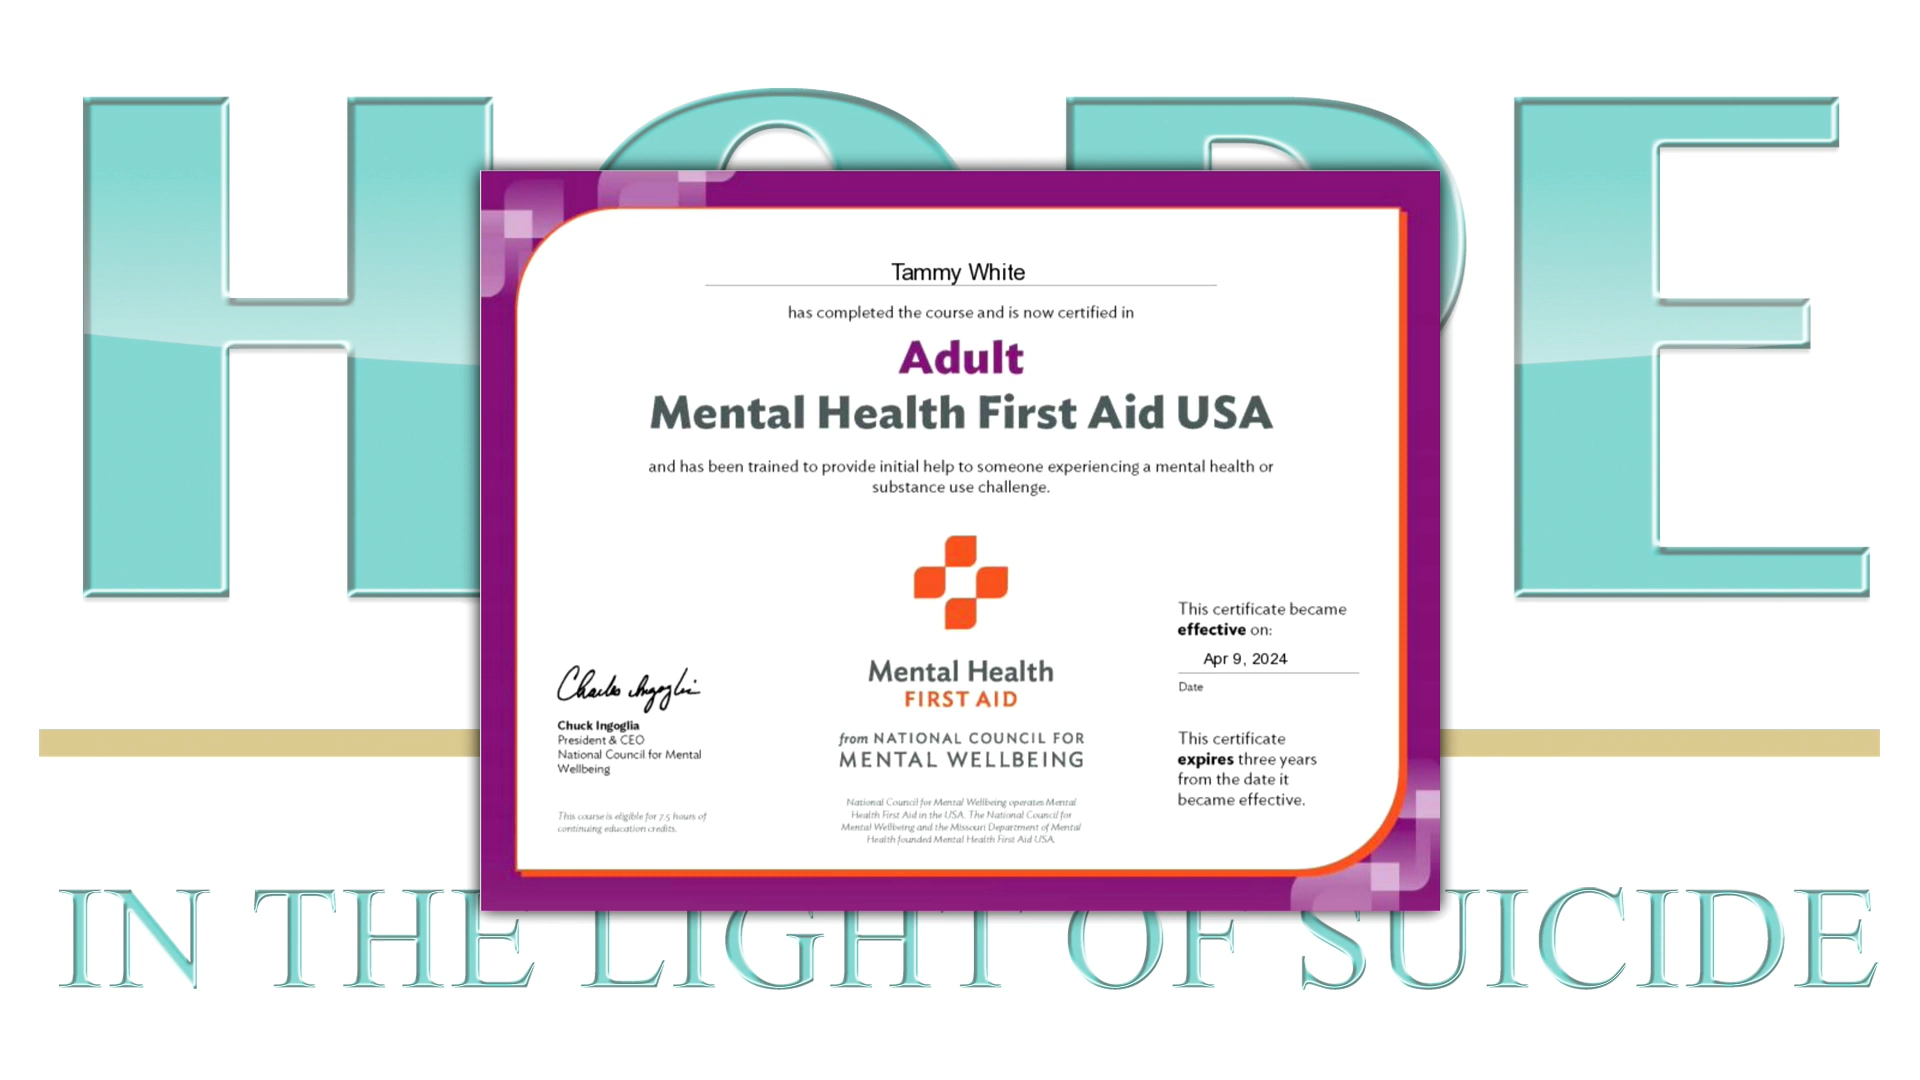 HOPE
Tammy White
has completed the course and is now certified in
Adult
Mental Health First Aid USA
and has been trained to provide initial help to someone experiencing a mental health or
substance use challenge.
Mental Health
FIRST AID
from NATIONAL COUNCIL FOR
MENTAL WELLBEING
National Council for Mental Wellbeing operates Mental
Health First Aid in the USA. The National Council for
Mental Wellbeing and the Missouri Department of Mental
Health founded Mental Health First Aid USA.
Charles Ingoglia
Chuck Ingoglia
President & CEO
National Council for Mental
Wellbeing
This course is eligible for 7.5 hours of
continuing education credits.
This certificate became
effective on:
Apr 9, 2024
Date
This certificate
expires three years
from the date it
became effective.
IN THE LIGHT OF SUICIDE